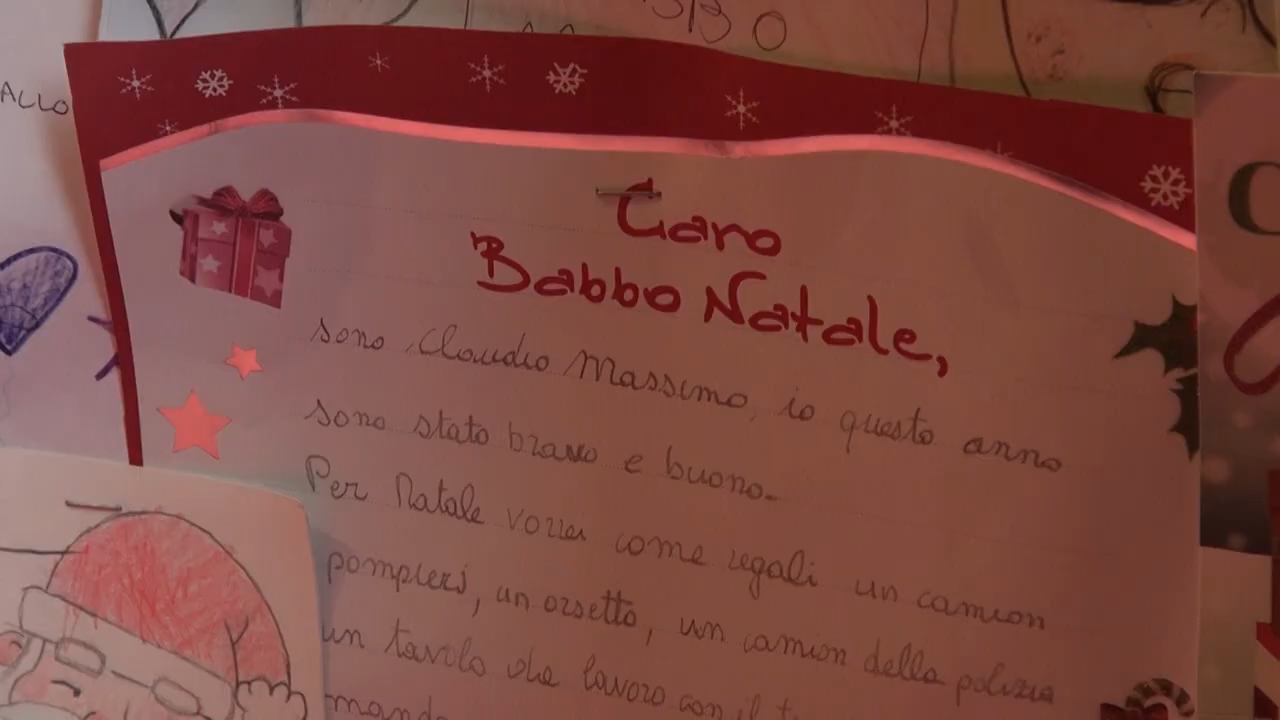 ALLO
Caro
Babbo Natale,
sono Claudio Massimo, io questo anno
sono stato bravo e buono.
Per Natale vorrei come regali un camion
pompieri, un orsetto, un camion della polizia
un tavolo che lavoro con il